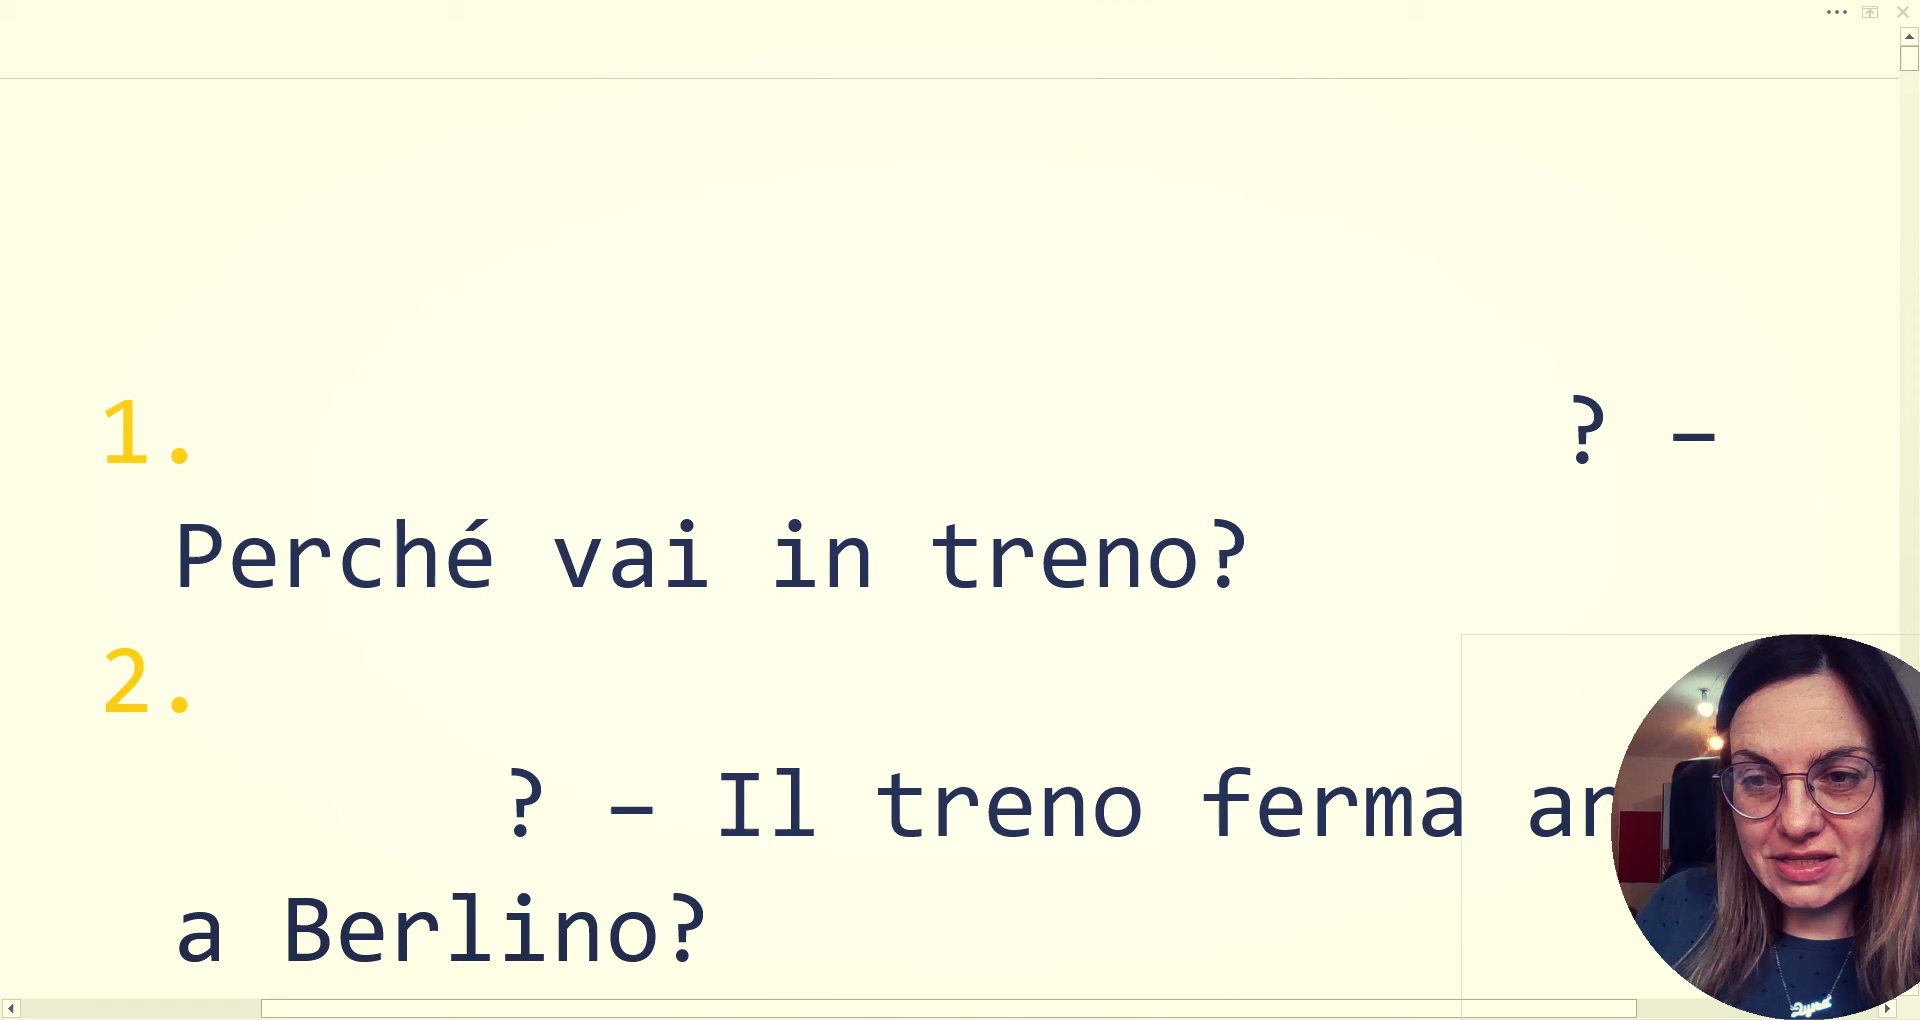 1. ? –
Perché vai in treno?
2.
? – Il treno ferma
a Berlino?